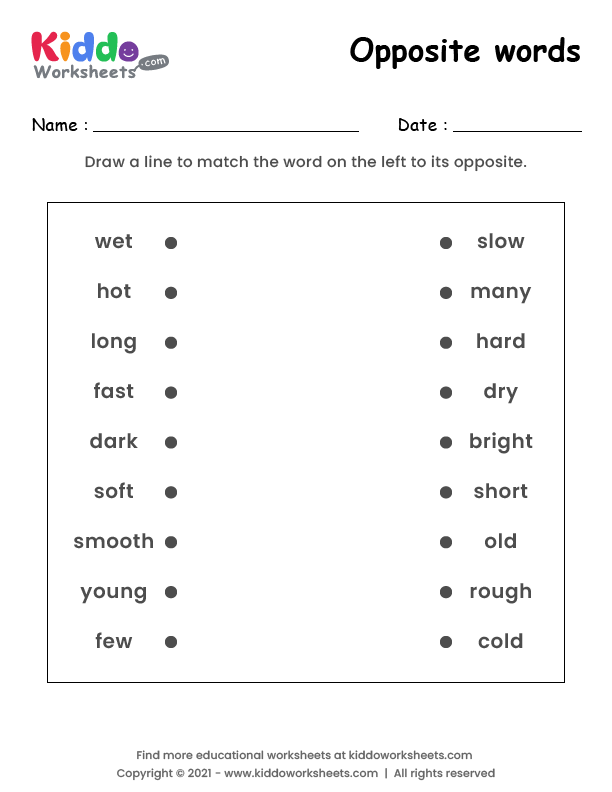 Kiddo
Worksheets
.com
Opposite words
Name :
Date :
Draw a line to match the word on the left to its opposite.
wet slow
hot many
long hard
fast dry
dark bright
soft short
smooth old
young rough
few cold
Find more educational worksheets at kiddoworksheets.com
Copyright © 2021 - www.kiddoworksheets.com | All rights reserved